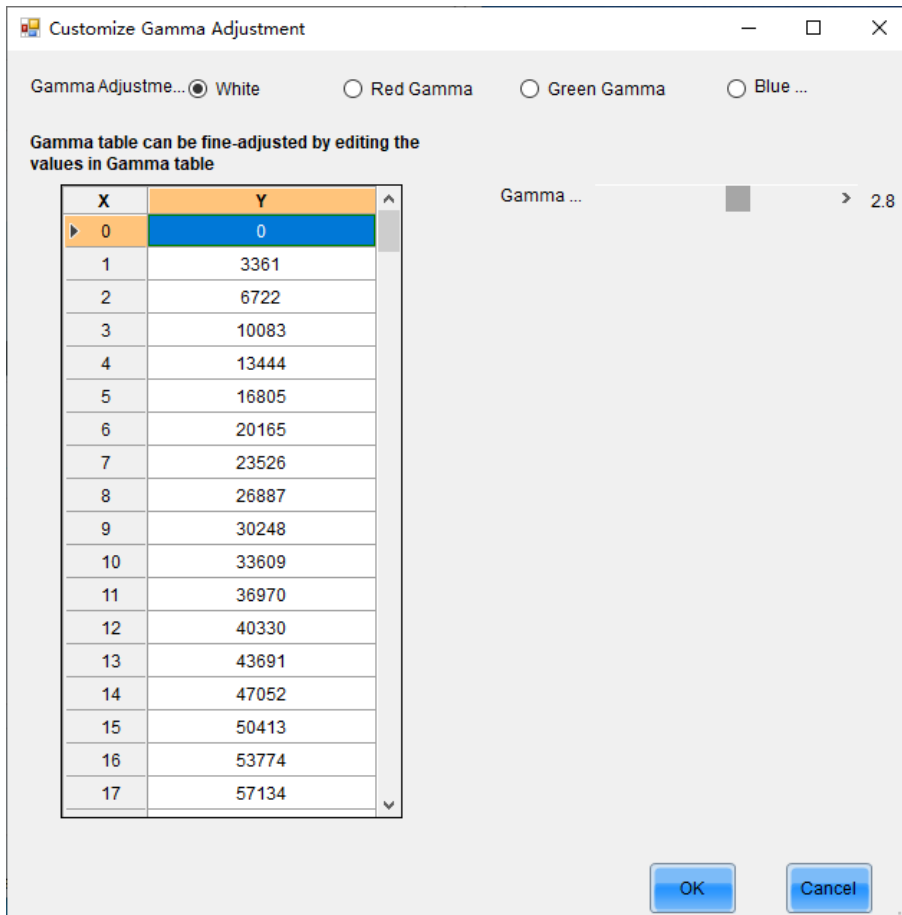 Customize Gamma Adjustment
Gamma Adjustme... White Red Gamma Green Gamma Blue ...
Gamma table can be fine-adjusted by editing the
values in Gamma table
Gamma ... 2.8
X Y
0 0
1 3361
2 6722
3 10083
4 13444
5 16805
6 20165
7 23526
8 26887
9 30248
10 33609
11 36970
12 40330
13 43691
14 47052
15 50413
16 53774
17 57134
OK Cancel